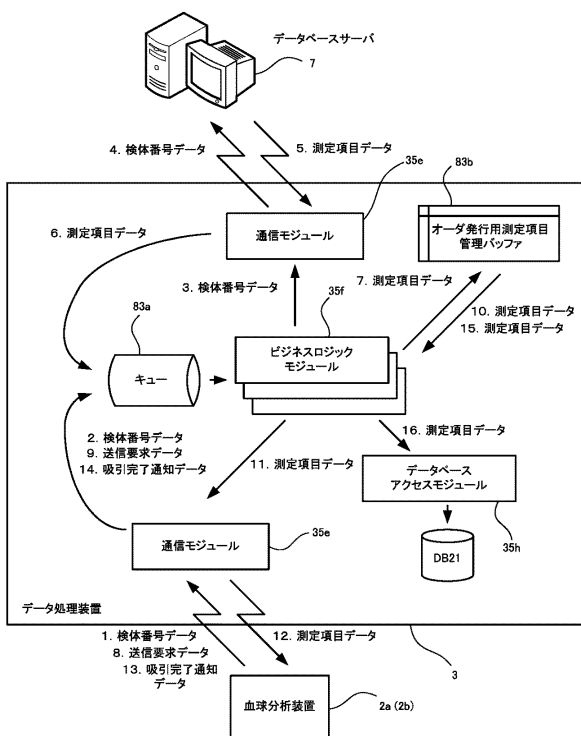 データベースサーバ
7
4. 検体番号データ
5. 測定項目データ
35e
83b
6. 測定項目データ
通信モジュール
オーダ発行用測定項目
管理バッファ
3. 検体番号データ
7. 測定項目データ
35f
10. 測定項目データ
15. 測定項目データ
83a
キュー
ビジネスロジック
モジュール
2. 検体番号データ
9. 送信要求データ
14. 吸引完了通知データ
16. 測定項目データ
11. 測定項目データ
データベース
アクセスモジュール
通信モジュール
35e
35h
DB21
データ処理装置
1. 検体番号データ
8. 送信要求データ
13. 吸引完了通知
データ
12. 測定項目データ
3
血球分析装置
2a (2b)